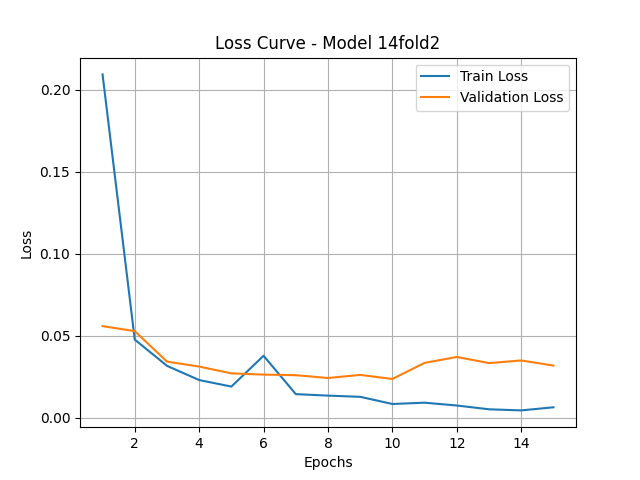 Loss Curve - Model 14fold2
Train Loss
Validation Loss
0.20
0.15
0.10
0.05
0.00
Loss
2 4 6 8 10 12 14
Epochs